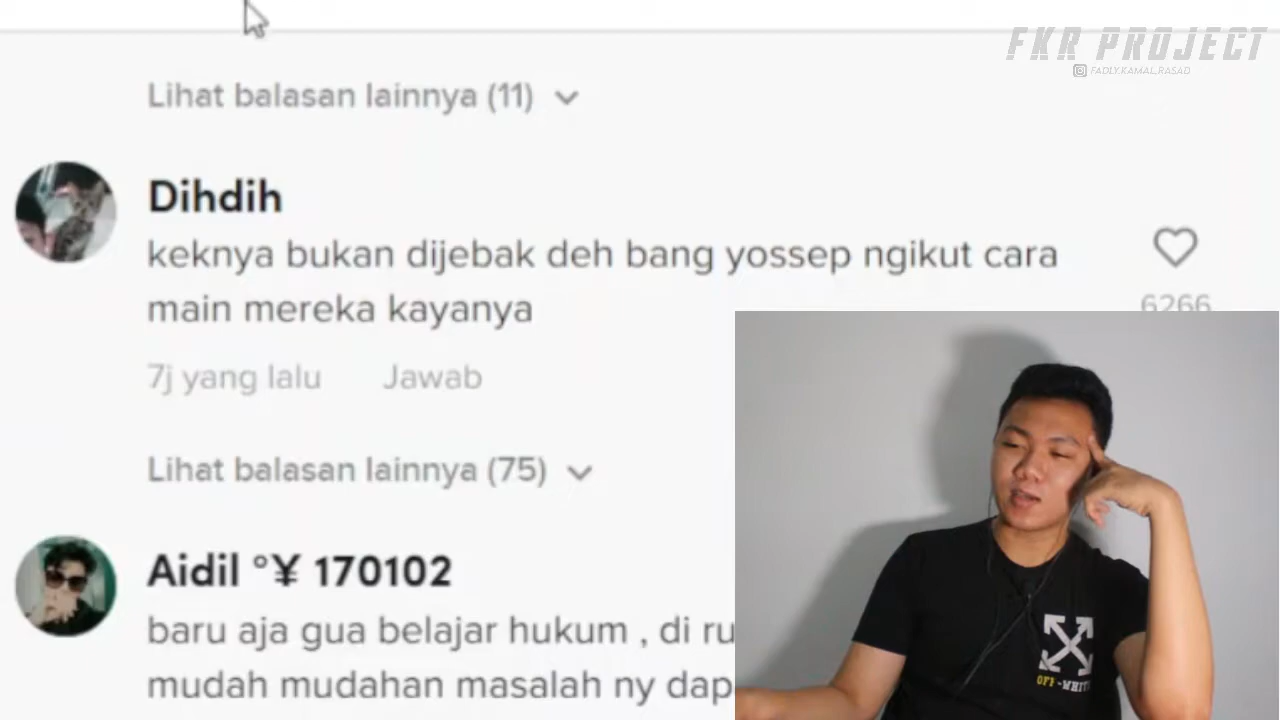 FKR PROJECT
FADLY.KAMAL_RASAD
Lihat balasan lainnya (11)
Dihdih
keknya bukan dijebak deh bang yossep ngikut cara
main mereka kayanya
6266
7j yang lalu Jawab
Lihat balasan lainnya (75)
Aidil °¥ 170102
baru aja gua belajar hukum , di ru
mudah mudahan masalah ny dap
OFF-WHITE